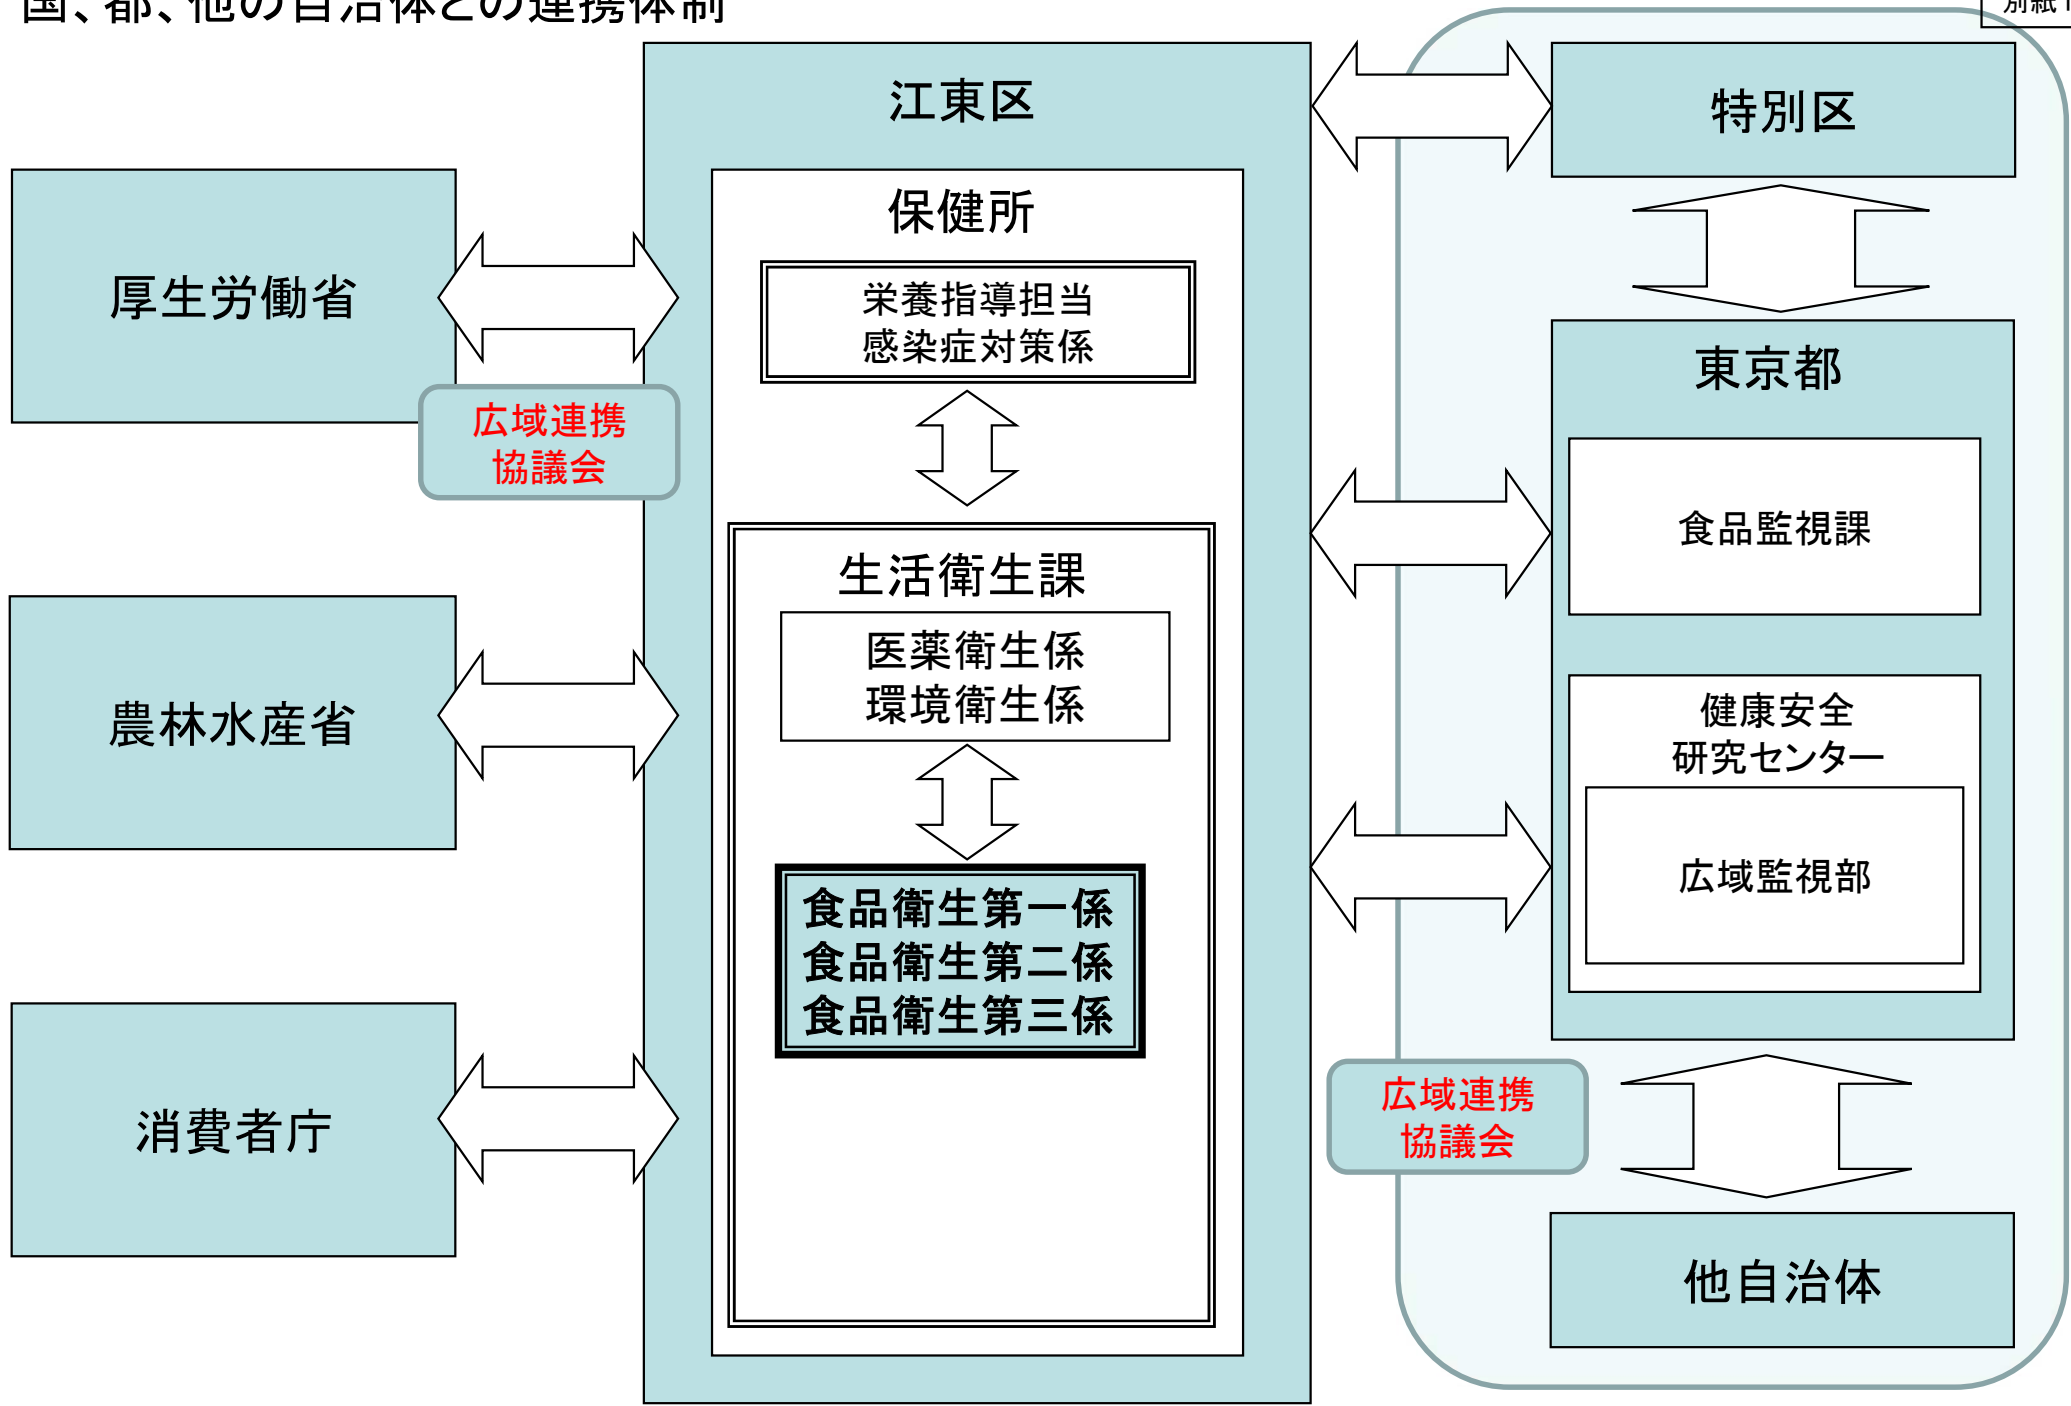 国、都、他の自治体との連携体制
別紙1
江東区
保健所
栄養指導担当
感染症対策係
生活衛生課
医薬衛生係
環境衛生係
食品衛生第一係
食品衛生第二係
食品衛生第三係
厚生労働省
広域連携
協議会
農林水産省
消費者庁
特別区
東京都
食品監視課
健康安全
研究センター
広域監視部
広域連携
協議会
他自治体